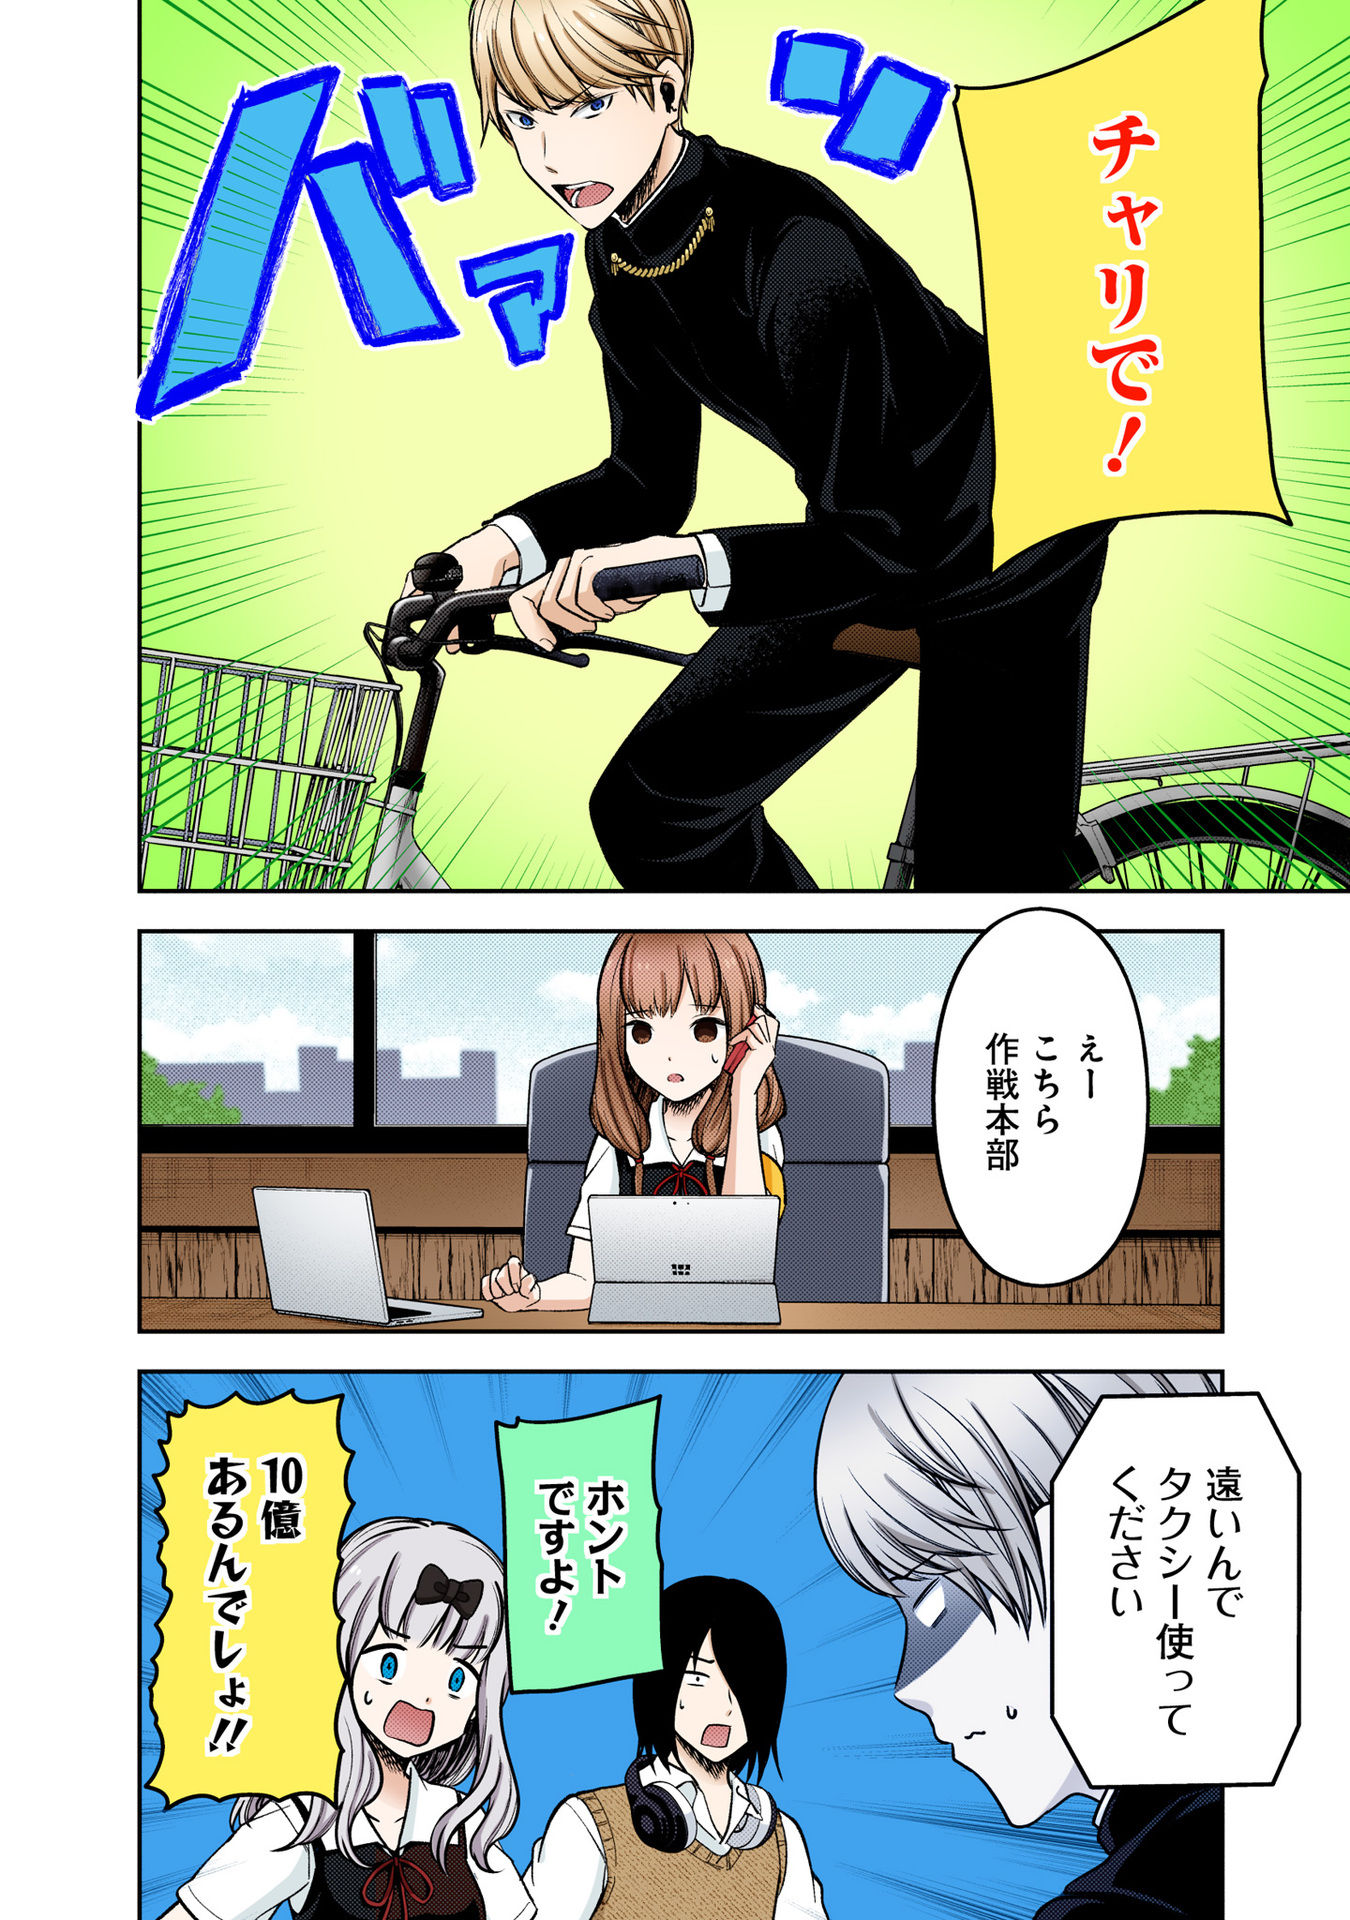 チャリで！
バァッ
えー
こちら
作戦本部
遠いんで
タクシー使って
ください
ホント
ですよ！
10億
あるんでしょ!!